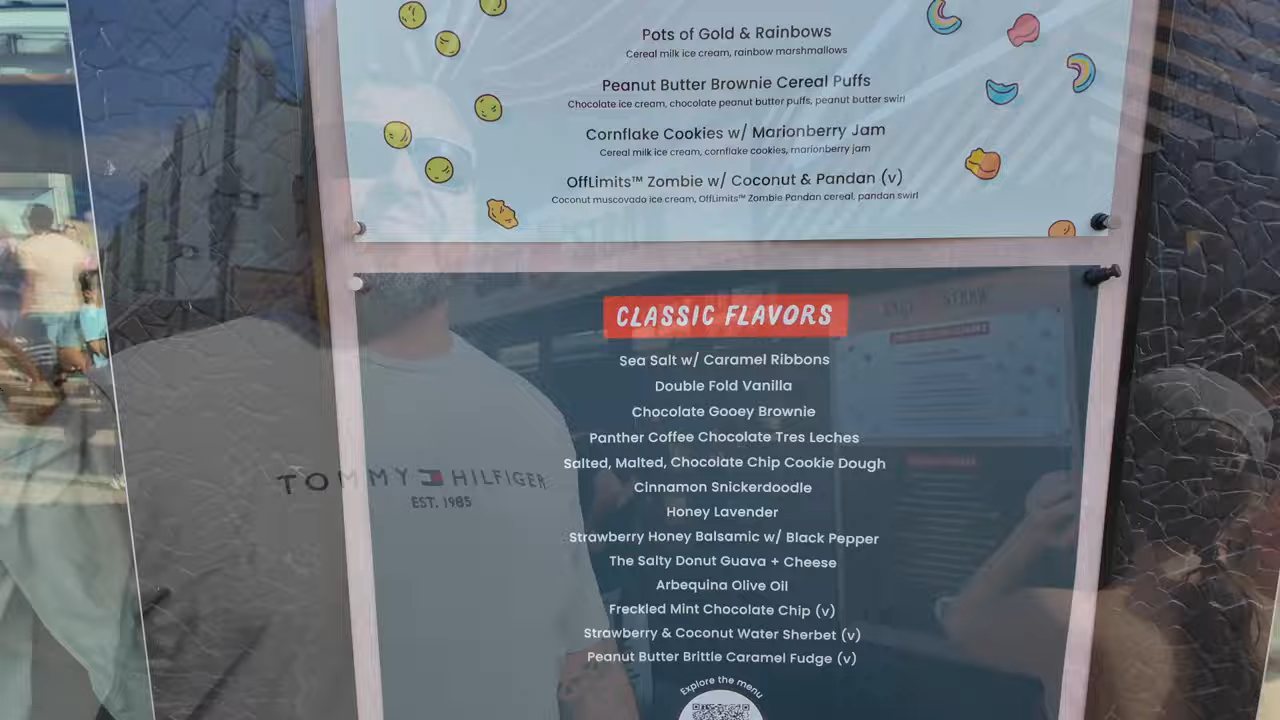 Pots of Gold & Rainbows
Cereal milk ice cream, rainbow marshmallows
Peanut Butter Brownie Cereal Puffs
Chocolate ice cream, chocolate peanut butter puffs, peanut butter swirl
Cornflake Cookies w/ Marionberry Jam
Cereal milk ice cream, cornflake cookies, marionberry jam
OffLimits™ Zombie w/ Coconut & Pandan (v)
Coconut muscovado ice cream, OffLimits™ Zombie Pandan cereal, pandan swirl
CLASSIC FLAVORS
Sea Salt w/ Caramel Ribbons
Double Fold Vanilla
Chocolate Gooey Brownie
Panther Coffee Chocolate Tres Leches
Salted, Malted, Chocolate Chip Cookie Dough
Cinnamon Snickerdoodle
Honey Lavender
Strawberry Honey Balsamic w/ Black Pepper
The Salty Donut Guava + Cheese
Arbequina Olive Oil
Freckled Mint Chocolate Chip (v)
Strawberry & Coconut Water Sherbet (v)
Peanut Butter Brittle Caramel Fudge (v)
Explore the menu
TOMMY HILFIGER
EST. 1985